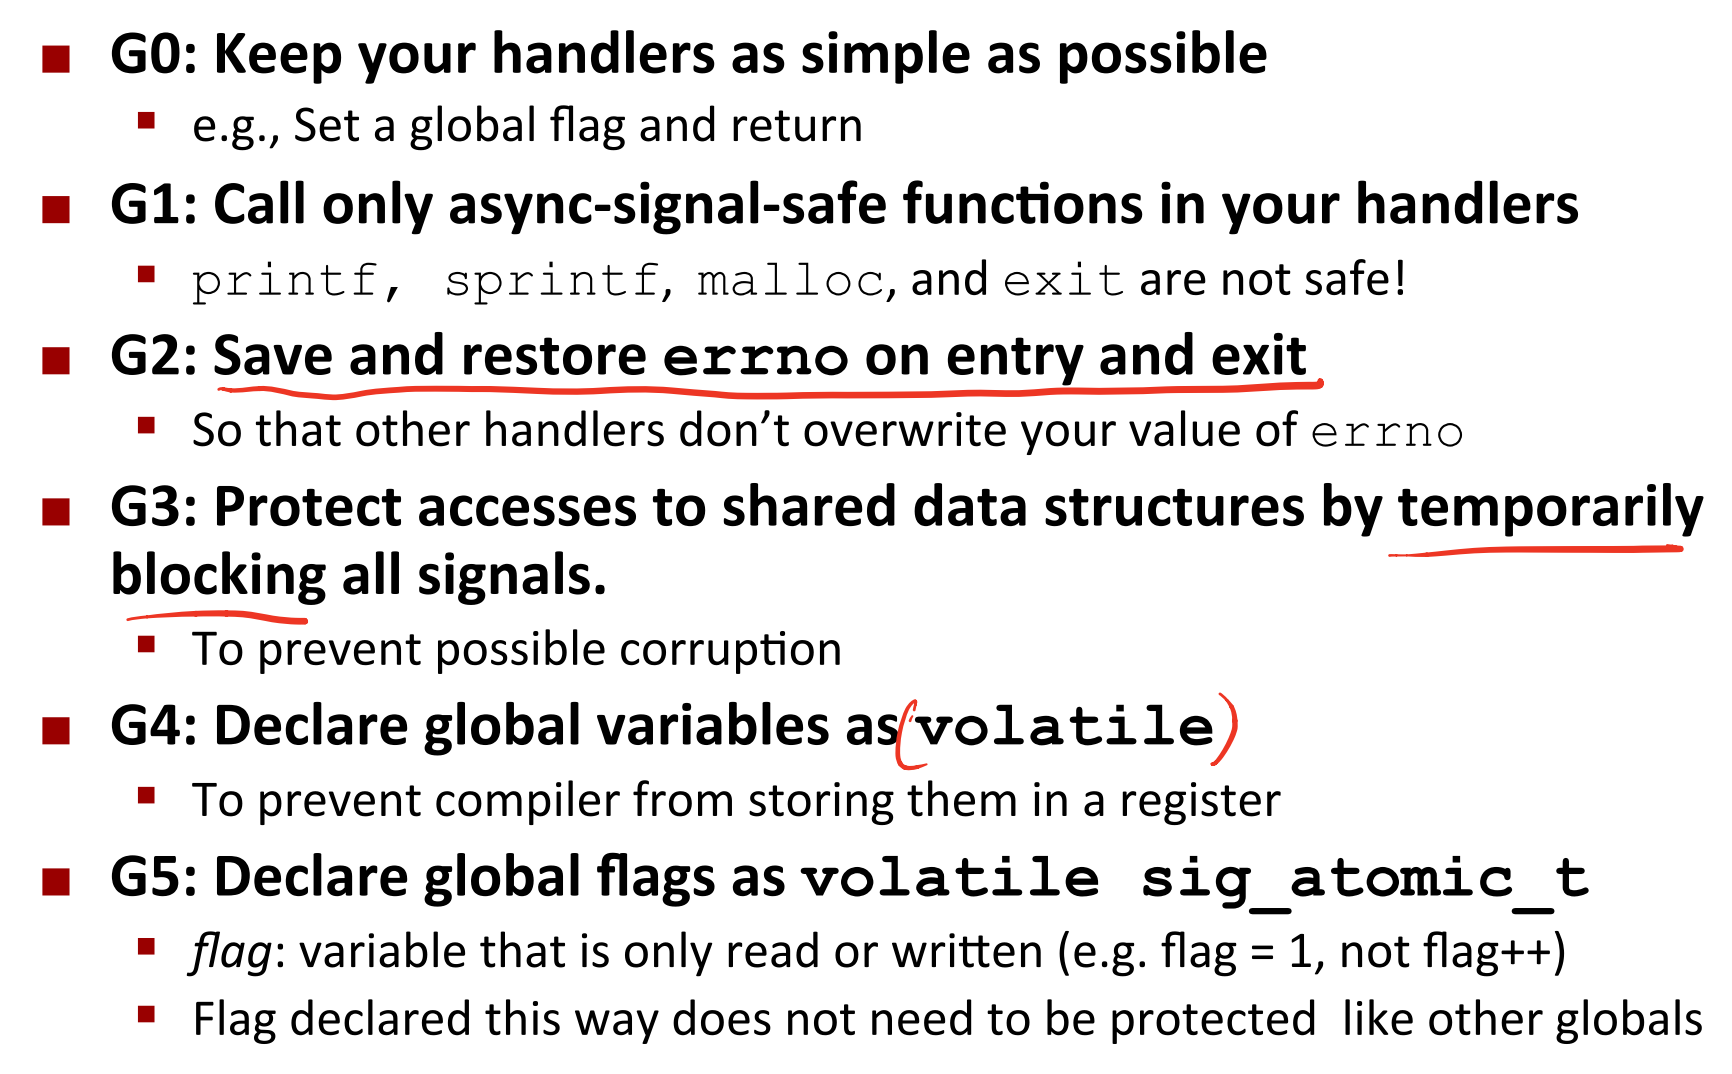 G0: Keep your handlers as simple as possible
e.g., Set a global flag and return
G1: Call only async-signal-safe functions in your handlers
printf, sprintf, malloc, and exit are not safe!
G2: Save and restore errno on entry and exit
So that other handlers don’t overwrite your value of errno
G3: Protect accesses to shared data structures by temporarily
blocking all signals.
To prevent possible corruption
G4: Declare global variables as volatile
To prevent compiler from storing them in a register
G5: Declare global flags as volatile sig_atomic_t
flag: variable that is only read or written (e.g. flag = 1, not flag++)
Flag declared this way does not need to be protected  like other globals